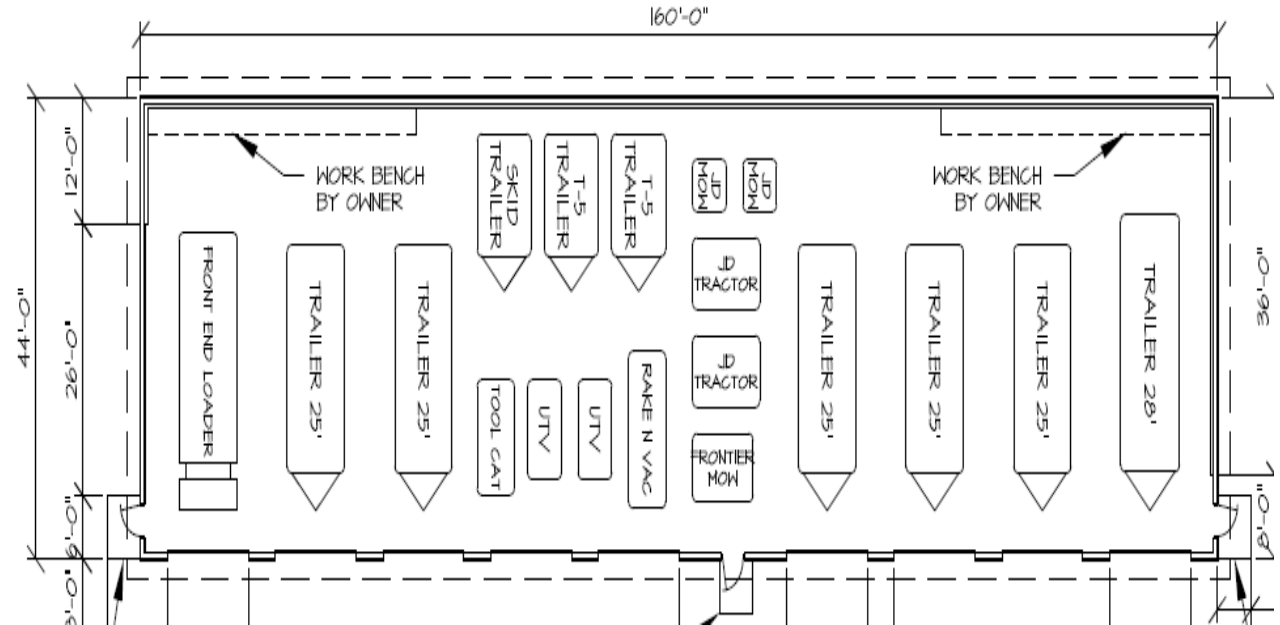 160'-0"
12'-0"
26'-0"
44'-0"
6'-0"
36'-0"
8'-0"
WORK BENCH
BY OWNER
SKID
TRAILER
T-5
TRAILER
T-5
TRAILER
JD
MOW
JD
MOW
WORK BENCH
BY OWNER
FRONT END LOADER
TRAILER 25'
TRAILER 25'
JD
TRACTOR
JD
TRACTOR
TRAILER 25'
TRAILER 25'
TRAILER 25'
TRAILER 28'
TOOL CAT
UTV
UTV
RAKE N VAC
FRONTIER
MOW